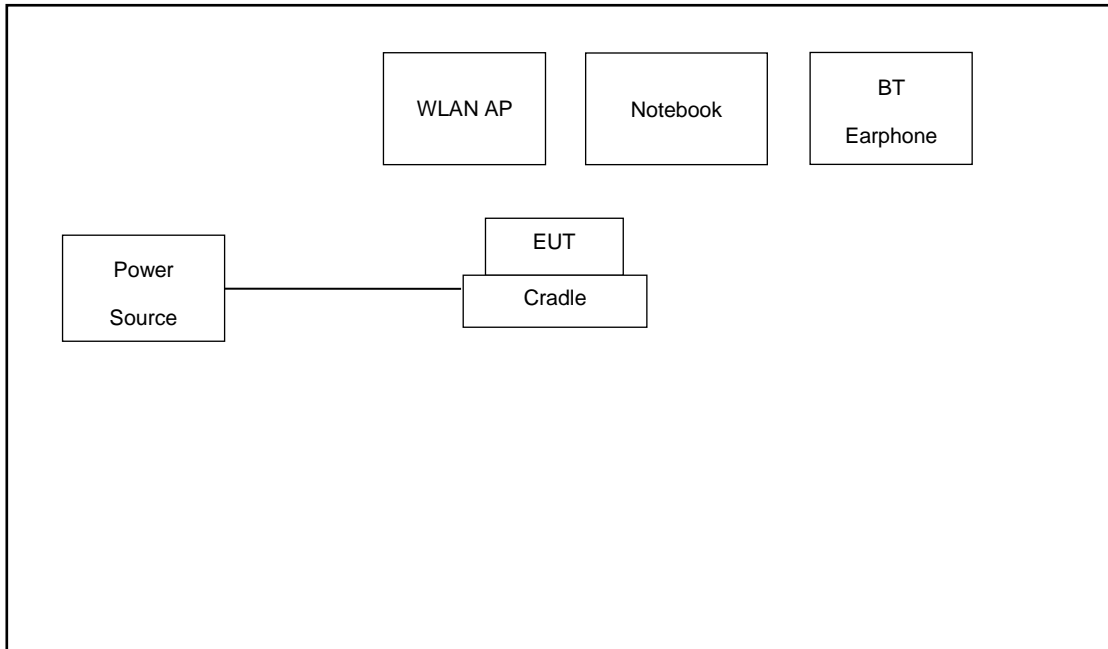 WLAN AP
Notebook
BT
Earphone
EUT
Power
Source
Cradle